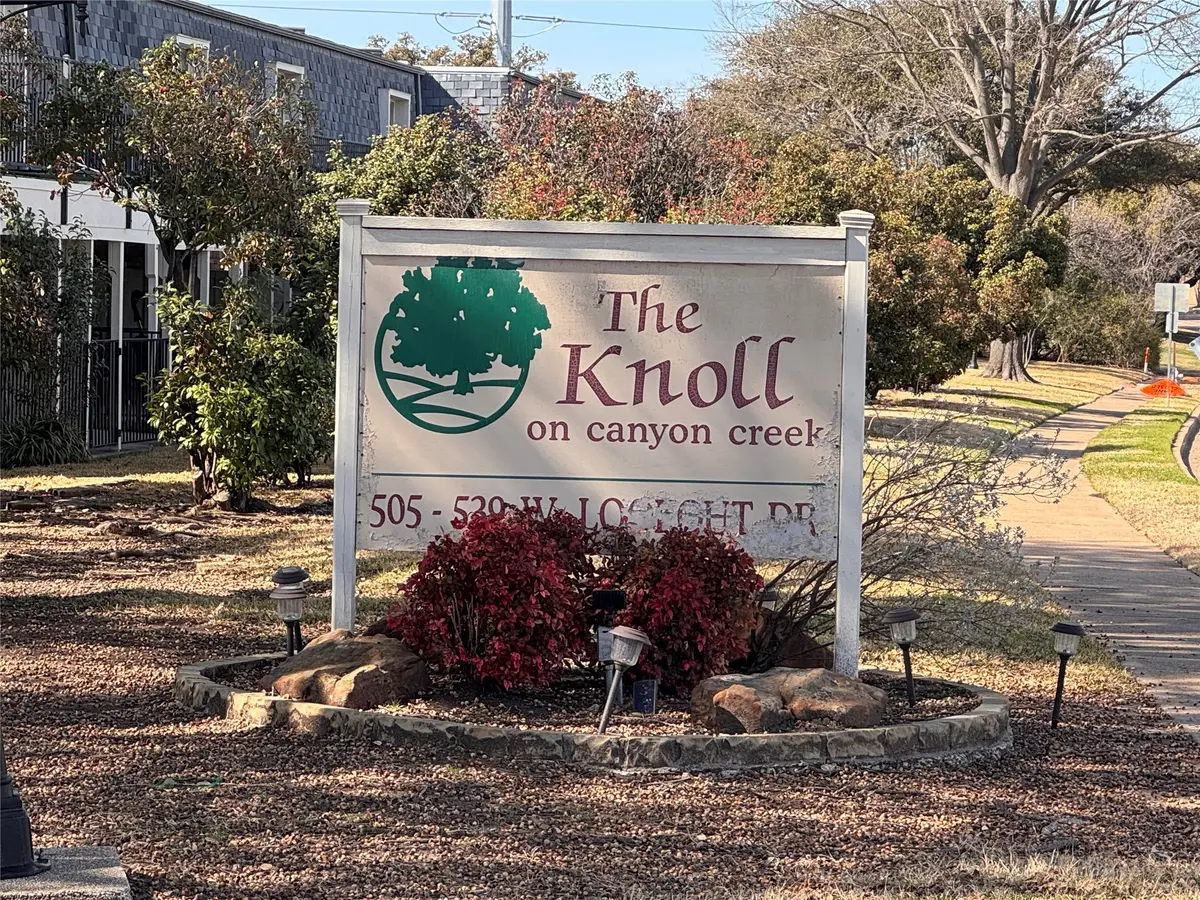 The
Knoll
on canyon creek
505 - 539 W. LOOKOUT DR